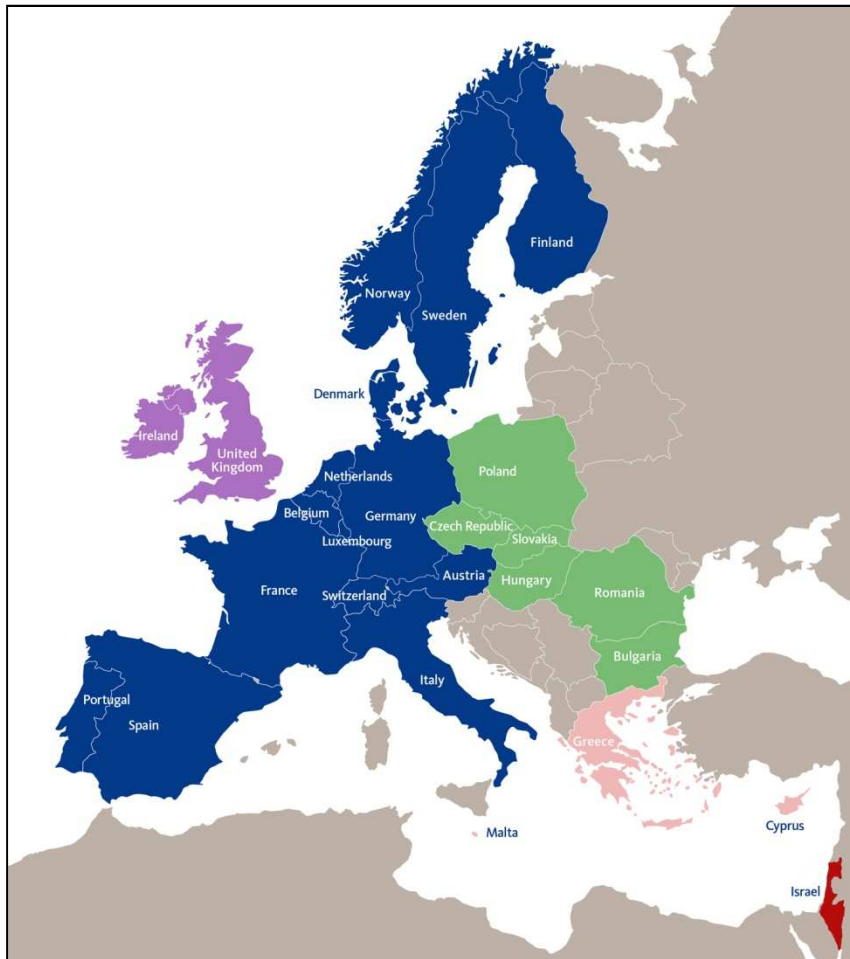 Finland
Norway
Sweden
Denmark
Ireland
United
Kingdom
Netherlands
Poland
Belgium
Germany
Czech Republic
Luxembourg
Slovakia
Austria
Hungary
France
Switzerland
Romania
Bulgaria
Italy
Portugal
Spain
Greece
Malta
Cyprus
Israel